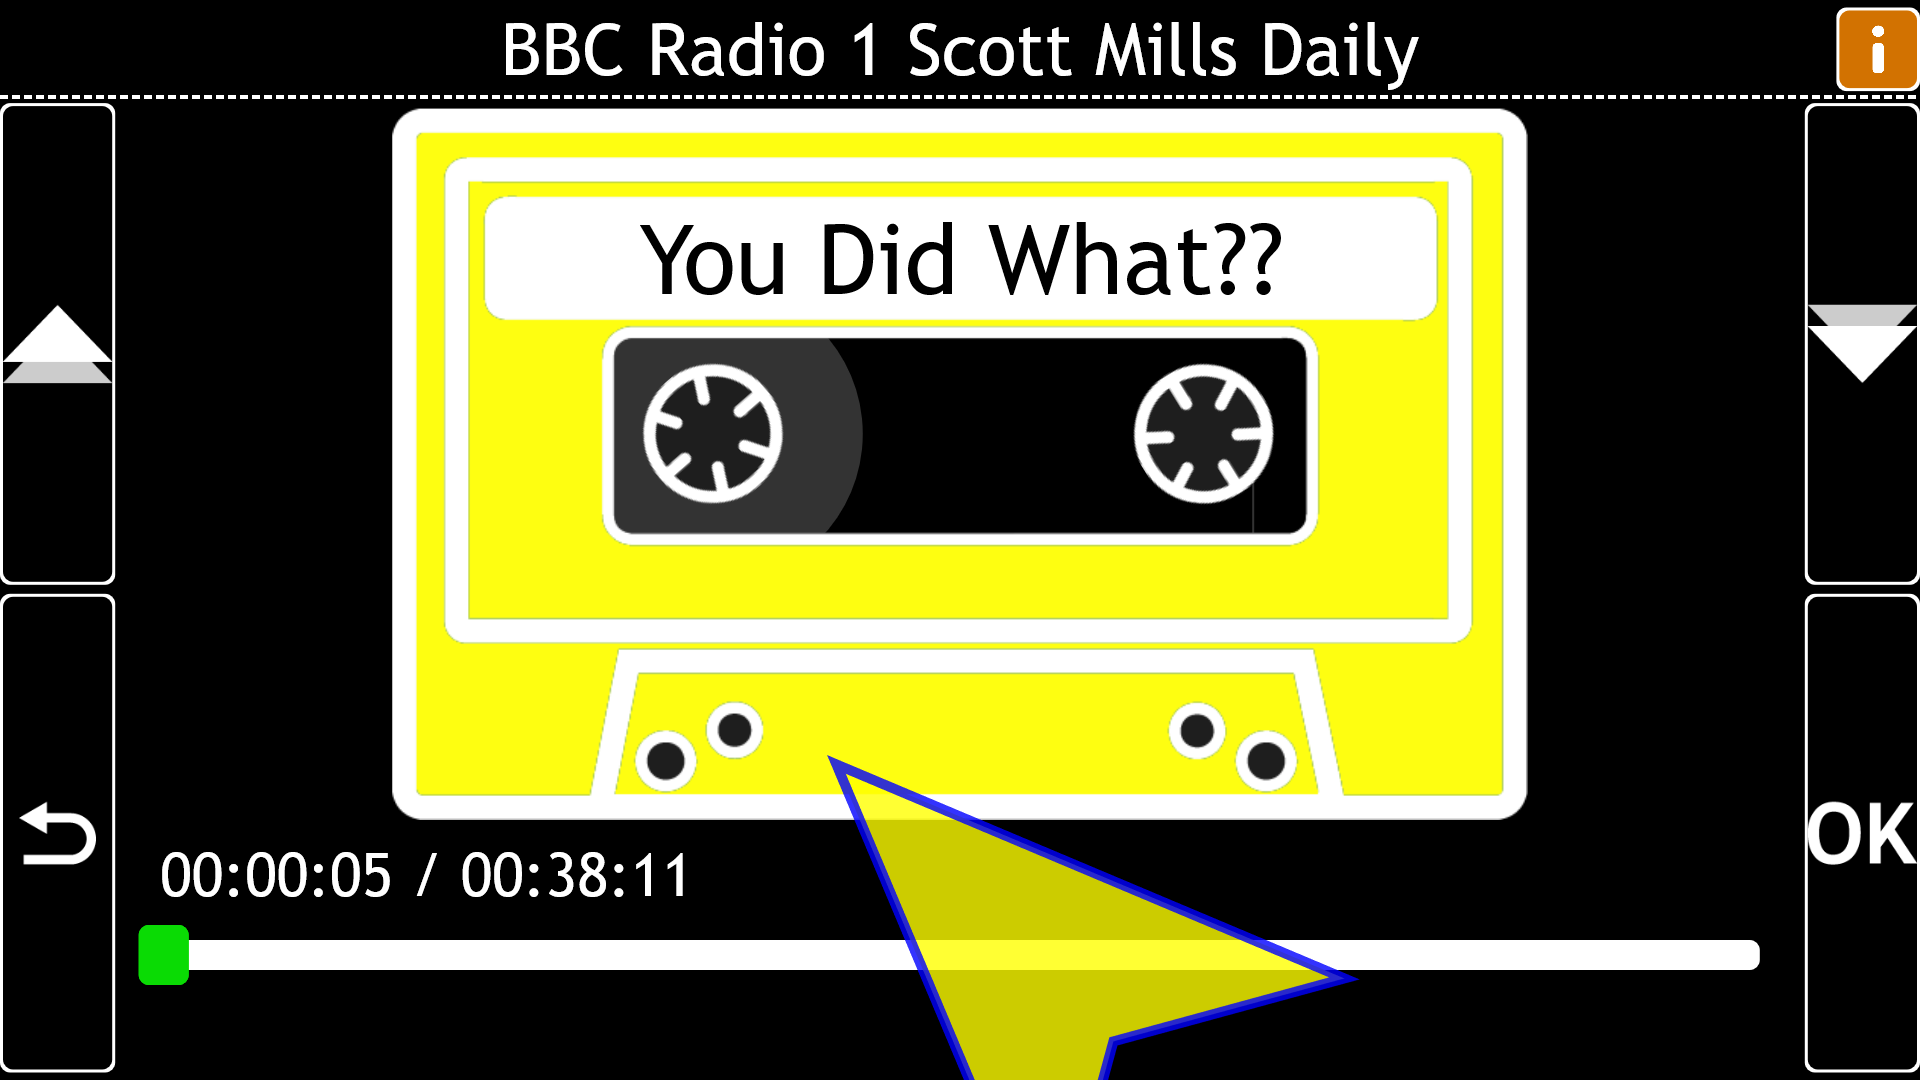 BBC Radio 1 Scott Mills Daily
i
You Did What??
OK
00:00:05 / 00:38:11